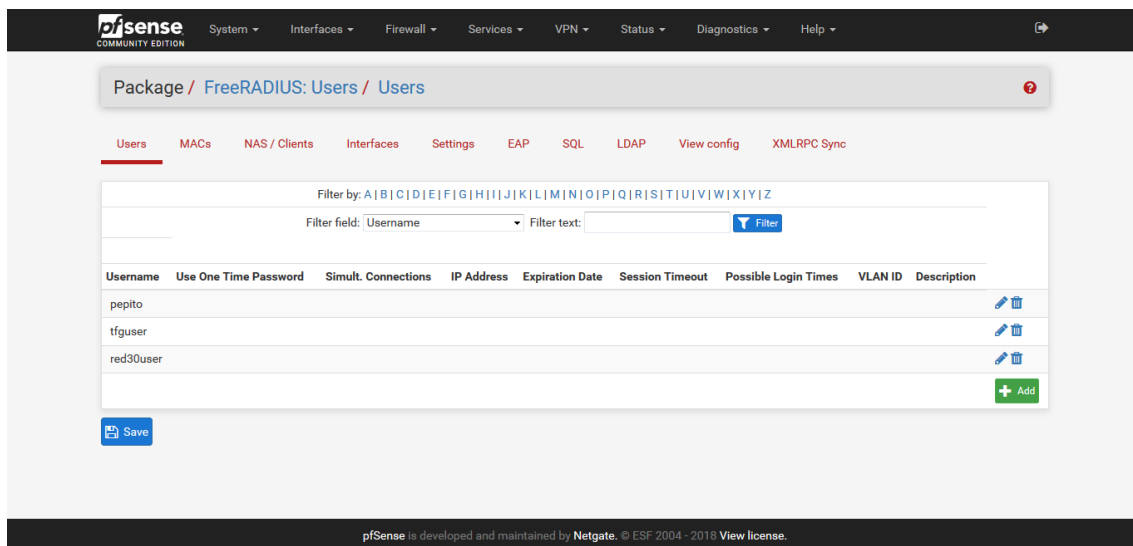 pfsense System Interfaces Firewall Services VPN Status Diagnostics Help
COMMUNITY EDITION
Package / FreeRADIUS: Users / Users
Users MACs NAS / Clients Interfaces Settings EAP SQL LDAP View config XMLRPC Sync
Filter by: A | B | C | D | E | F | G | H | I | J | K | L | M | N | O | P | Q | R | S | T | U | V | W | X | Y | Z
Filter field: Username Filter text: Filter
Username Use One Time Password Simult. Connections IP Address Expiration Date Session Timeout Possible Login Times VLAN ID Description
pepito
tfguser
red30user
Add
Save
pfSense is developed and maintained by Netgate. © ESF 2004 - 2018 View license.